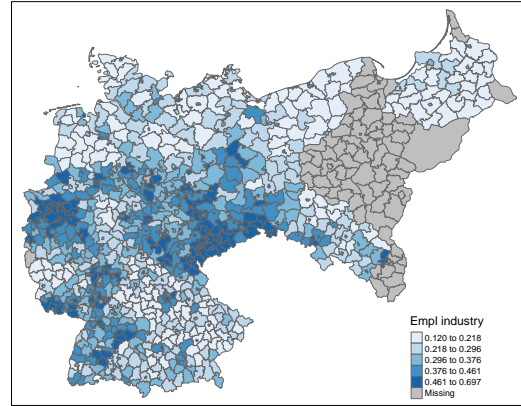 Empl industry
0.120 to 0.218
0.218 to 0.296
0.296 to 0.376
0.376 to 0.461
0.461 to 0.697
Missing